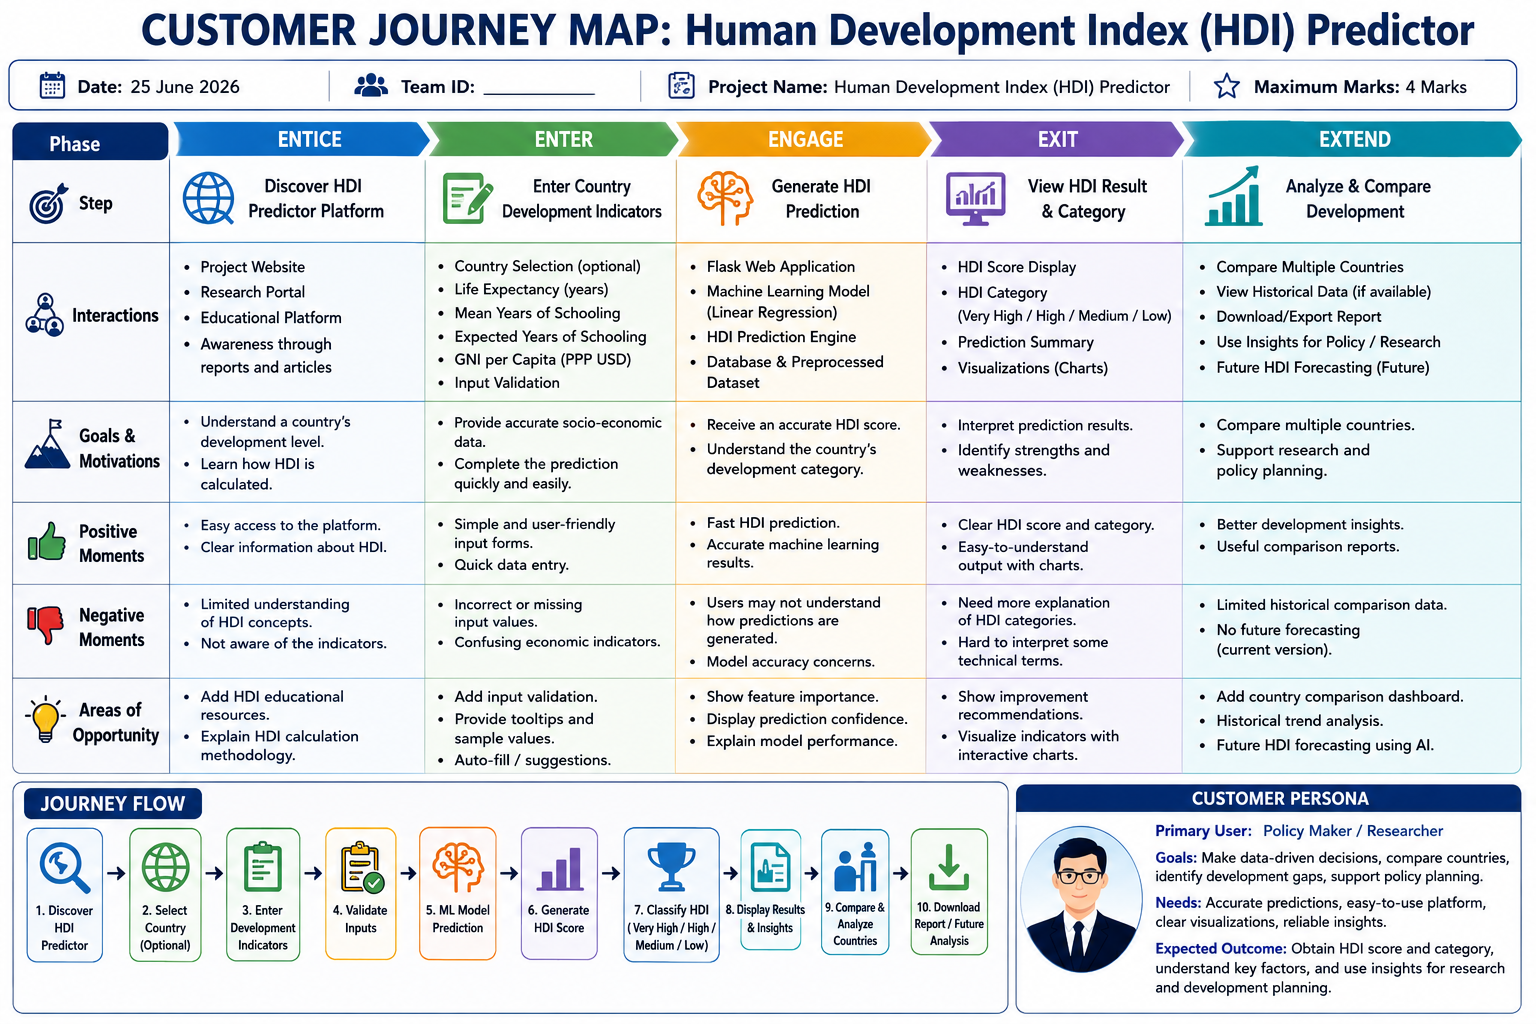 CUSTOMER JOURNEY MAP: Human Development Index (HDI) Predictor
Date: 25 June 2026
Team ID: ____________
Project Name: Human Development Index (HDI) Predictor
Maximum Marks: 4 Marks
Phase
ENTICE
ENTER
ENGAGE
EXIT
EXTEND
Step
Discover HDI
Predictor Platform
Enter Country
Development Indicators
Generate HDI
Prediction
View HDI Result
& Category
Analyze & Compare
Development
Interactions
• Project Website
• Research Portal
• Educational Platform
• Awareness through
reports and articles
• Country Selection (optional)
• Life Expectancy (years)
• Mean Years of Schooling
• Expected Years of Schooling
• GNI per Capita (PPP USD)
• Input Validation
• Flask Web Application
• Machine Learning Model
(Linear Regression)
• HDI Prediction Engine
• Database & Preprocessed
Dataset
• HDI Score Display
• HDI Category
(Very High / High / Medium / Low)
• Prediction Summary
• Visualizations (Charts)
• Compare Multiple Countries
• View Historical Data (if available)
• Download/Export Report
• Use Insights for Policy / Research
• Future HDI Forecasting (Future)
Goals &
Motivations
• Understand a country's
development level.
• Learn how HDI is
calculated.
• Provide accurate socio-economic
data.
• Complete the prediction
quickly and easily.
• Receive an accurate HDI score.
• Understand the country's
development category.
• Interpret prediction results.
• Identify strengths and
weaknesses.
• Compare multiple countries.
• Support research and
policy planning.
Positive
Moments
• Easy access to the platform.
• Clear information about HDI.
• Simple and user-friendly
input forms.
• Quick data entry.
• Fast HDI prediction.
• Accurate machine learning
results.
• Clear HDI score and category.
• Easy-to-understand
output with charts.
• Better development insights.
• Useful comparison reports.
Negative
Moments
• Limited understanding
of HDI concepts.
• Not aware of the indicators.
• Incorrect or missing
input values.
• Confusing economic indicators.
• Users may not understand
how predictions are
generated.
• Model accuracy concerns.
• Need more explanation
of HDI categories.
• Hard to interpret some
technical terms.
• Limited historical comparison data.
• No future forecasting
(current version).
Areas of
Opportunity
• Add HDI educational
resources.
• Explain HDI calculation
methodology.
• Add input validation.
• Provide tooltips and
sample values.
• Auto-fill / suggestions.
• Show feature importance.
• Display prediction confidence.
• Explain model performance.
• Show improvement
recommendations.
• Visualize indicators with
interactive charts.
• Add country comparison dashboard.
• Historical trend analysis.
• Future HDI forecasting using AI.
JOURNEY FLOW
1. Discover
HDI
Predictor
2. Select
Country
(Optional)
3. Enter
Development
Indicators
4. Validate
Inputs
5. ML Model
Prediction
6. Generate
HDI Score
7. Classify HDI
( Very High / High /
Medium / Low)
8. Display Results
& Insights
9. Compare &
Analyze
Countries
10. Download
Report / Future
Analysis
CUSTOMER PERSONA
Primary User: Policy Maker / Researcher
Goals: Make data-driven decisions, compare countries,
identify development gaps, support policy planning.
Needs: Accurate predictions, easy-to-use platform,
clear visualizations, reliable insights.
Expected Outcome: Obtain HDI score and category,
understand key factors, and use insights for research
and development planning.